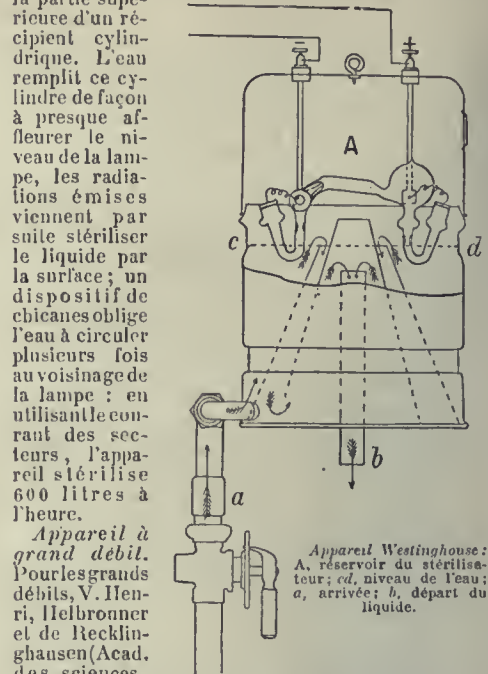 la partie supé-
rieure d'un ré-
cipient cylin-
drique. L'eau
remplit ce cy-
lindre de façon
à presque af-
fleurer le ni-
veau de la lam-
pe, les radia-
tions émises
viennent par
suite stériliser
le liquide par
la surface; un
dispositif de
chicanes oblige
l'eau à circuler
plusieurs fois
au voisinage de
la lampe : en
utilisant le cou-
rant des sec-
teurs, l'appa-
reil stérilise
600 litres à
l'heure.
Appareil à
grand débit.
Pour les grands
débits, V. Hen-
ri, Helbronner
et de Recklin-
ghausen (Acad.
des sciences,
− +
A
c d
b
a
Appareil Westinghouse:
A, réservoir du stérilisa-
teur; cd, niveau de l'eau;
a, arrivée; b, départ du
liquide.